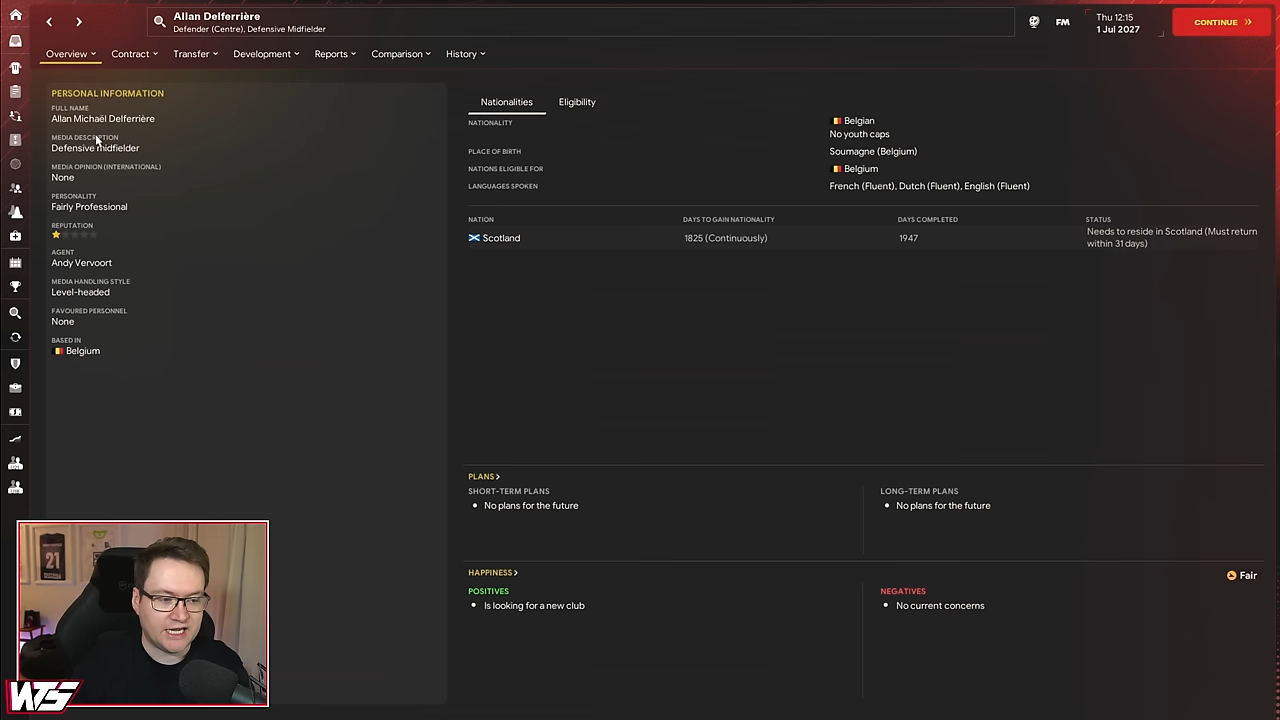 Allan Delferrière
Defender (Centre), Defensive Midfielder
FM
Thu 12:15
1 Jul 2027
CONTINUE
Overview
Contract
Transfer
Development
Reports
Comparison
History
PERSONAL INFORMATION
FULL NAME
Allan Michaël Delferrière
MEDIA DESCRIPTION
Defensive midfielder
MEDIA OPINION (INTERNATIONAL)
None
PERSONALITY
Fairly Professional
REPUTATION
AGENT
Andy Vervoort
MEDIA HANDLING STYLE
Level-headed
FAVOURED PERSONNEL
None
BASED IN
Belgium
Nationalities
Eligibility
NATIONALITY
Belgian
No youth caps
PLACE OF BIRTH
Soumagne (Belgium)
NATIONS ELIGIBLE FOR
Belgium
LANGUAGES SPOKEN
French (Fluent), Dutch (Fluent), English (Fluent)
NATION
DAYS TO GAIN NATIONALITY
DAYS COMPLETED
STATUS
Scotland
1825 (Continuously)
1947
Needs to reside in Scotland (Must return
within 31 days)
PLANS
SHORT-TERM PLANS
No plans for the future
LONG-TERM PLANS
No plans for the future
HAPPINESS
Fair
POSITIVES
Is looking for a new club
NEGATIVES
No current concerns
21
WTS